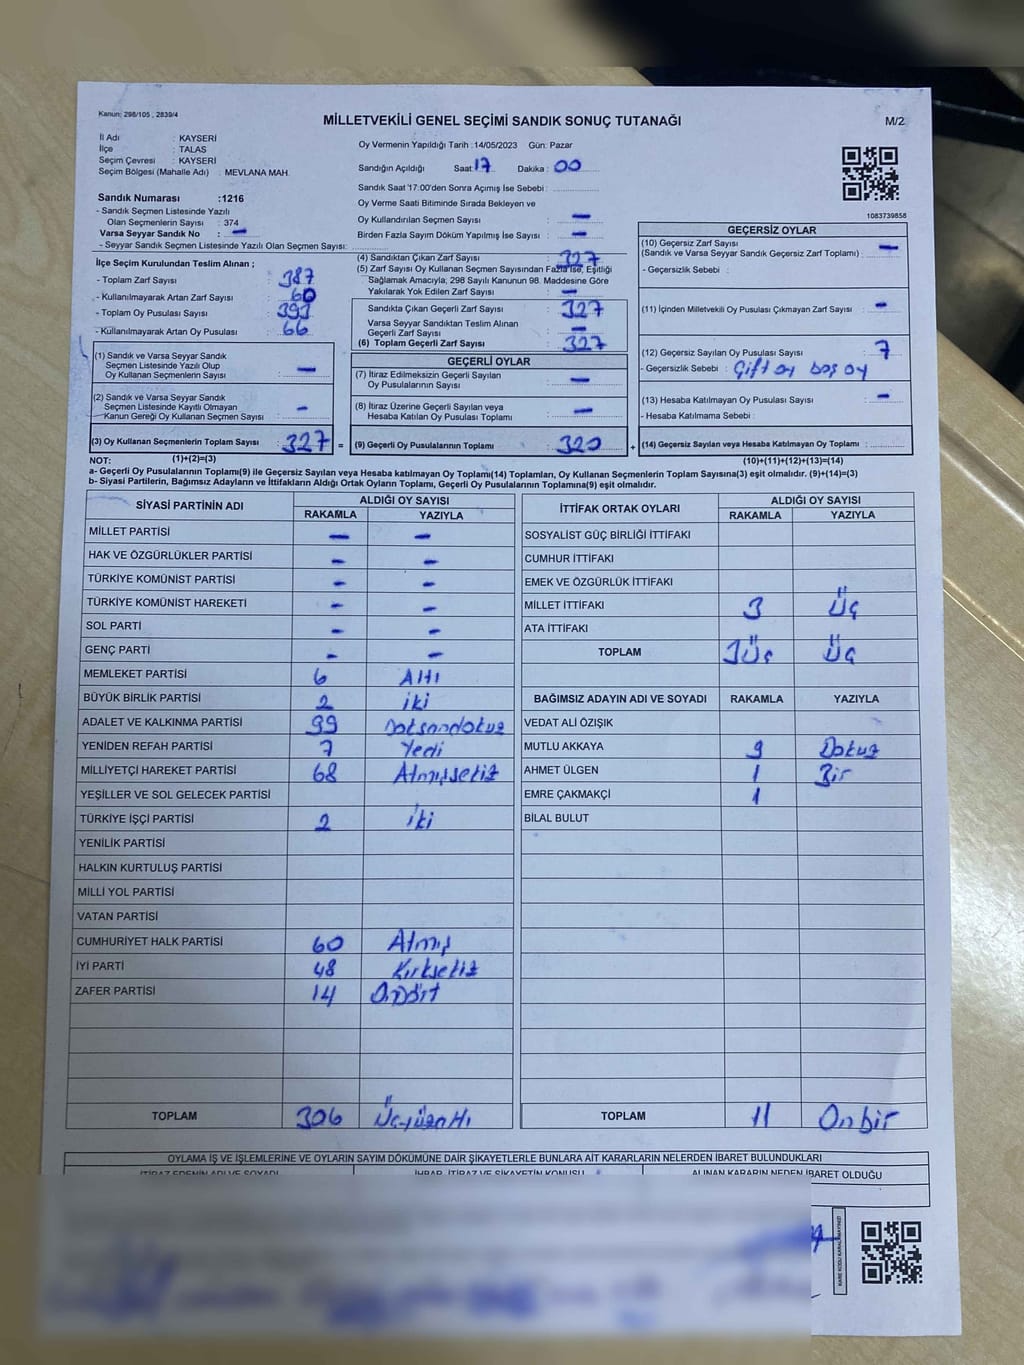 Kanun: 298/105 , 2839/4
MİLLETVEKİLİ GENEL SEÇİMİ SANDIK SONUÇ TUTANAĞI
M/2
İl Adı : KAYSERİ
İlçe : TALAS
Seçim Çevresi : KAYSERİ
Seçim Bölgesi (Mahalle Adı) : MEVLANA MAH.
Sandık Numarası :1216
- Sandık Seçmen Listesinde Yazılı
Olan Seçmenlerin Sayısı : 374
Varsa Seyyar Sandık No : -
- Seyyar Sandık Seçmen Listesinde Yazılı Olan Seçmen Sayısı:
Oy Vermenin Yapıldığı Tarih :14/05/2023 Gün: Pazar
Sandığın Açıldığı Saat: 17 Dakika : 00
Sandık Saat '17:00'den Sonra Açımış İse Sebebi :
Oy Verme Saati Bitiminde Sırada Bekleyen ve
Oy Kullandırılan Seçmen Sayısı : -
Birden Fazla Sayım Döküm Yapılmış İse Sayısı : -
1083739858
İlçe Seçim Kurulundan Teslim Alınan ;
- Toplam Zarf Sayısı : 387
- Kullanılmayarak Artan Zarf Sayısı : 60
- Toplam Oy Pusulası Sayısı : 393
- Kullanılmayarak Artan Oy Pusulası : 66
(4) Sandıktan Çıkan Zarf Sayısı : 327
(5) Zarf Sayısı Oy Kullanan Seçmen Sayısından Fazla İse, Eşitliği
Sağlamak Amacıyla, 298 Sayılı Kanunun 98. Maddesine Göre
Yakılarak Yok Edilen Zarf Sayısı : -
Sandıkta Çıkan Geçerli Zarf Sayısı : 327
Varsa Seyyar Sandıktan Teslim Alınan
Geçerli Zarf Sayısı : -
(6) Toplam Geçerli Zarf Sayısı : 327
GEÇERSİZ OYLAR
(10) Geçersiz Zarf Sayısı
(Sandık ve Varsa Seyyar Sandık Geçersiz Zarf Toplamı) : -
- Geçersizlik Sebebi :
(11) İçinden Milletvekili Oy Pusulası Çıkmayan Zarf Sayısı : -
(12) Geçersiz Sayılan Oy Pusulası Sayısı : 7
- Geçersizlik Sebebi : Çift oy boş oy
(13) Hesaba Katılmayan Oy Pusulası Sayısı : -
- Hesaba Katılmama Sebebi :
(1) Sandık ve Varsa Seyyar Sandık
Seçmen Listesinde Yazılı Olup
Oy Kullanan Seçmenlerin Sayısı : -
(2) Sandık ve Varsa Seyyar Sandık
Seçmen Listesinde Kayıtlı Olmayan
Kanun Gereği Oy Kullanan Seçmen Sayısı : -
GEÇERLİ OYLAR
(7) İtiraz Edilmeksizin Geçerli Sayılan
Oy Pusulalarının Sayısı : -
(8) İtiraz Üzerine Geçerli Sayılan veya
Hesaba Katılan Oy Pusulası Toplamı : -
(3) Oy Kullanan Seçmenlerin Toplam Sayısı : 327 = (9) Geçerli Oy Pusulalarının Toplamı : 320 + (14) Geçersiz Sayılan veya Hesaba Katılmayan Oy Toplamı :
NOT: (1)+(2)=(3) (10)+(11)+(12)+(13)=(14)
a- Geçerli Oy Pusulalarının Toplamı(9) ile Geçersiz Sayılan veya Hesaba katılmayan Oy Toplamı(14) Toplamları, Oy Kullanan Seçmenlerin Toplam Sayısına(3) eşit olmalıdır. (9)+(14)=(3)
b- Siyasi Partilerin, Bağımsız Adayların ve İttifakların Aldığı Ortak Oyların Toplamı, Geçerli Oy Pusulalarının Toplamına(9) eşit olmalıdır.
SİYASİ PARTİNİN ADI ALDIĞI OY SAYISI
RAKAMLA YAZIYLA
MİLLET PARTİSİ - -
HAK VE ÖZGÜRLÜKLER PARTİSİ - -
TÜRKİYE KOMÜNİST PARTİSİ - -
TÜRKİYE KOMÜNİST HAREKETİ - -
SOL PARTİ - -
GENÇ PARTİ - -
MEMLEKET PARTİSİ 6 Altı
BÜYÜK BİRLİK PARTİSİ 2 iki
ADALET VE KALKINMA PARTİSİ 99 Doksandokuz
YENİDEN REFAH PARTİSİ 7 Yedi
MİLLİYETÇİ HAREKET PARTİSİ 68 Atmışsekiz
YEŞİLLER VE SOL GELECEK PARTİSİ
TÜRKİYE İŞÇİ PARTİSİ 2 iki
YENİLİK PARTİSİ
HALKIN KURTULUŞ PARTİSİ
MİLLİ YOL PARTİSİ
VATAN PARTİSİ
CUMHURİYET HALK PARTİSİ 60 Atmış
İYİ PARTİ 48 Kırksekiz
ZAFER PARTİSİ 14 Ondört
TOPLAM 306 Üçyüzaltı
İTTİFAK ORTAK OYLARI ALDIĞI OY SAYISI
RAKAMLA YAZIYLA
SOSYALİST GÜÇ BİRLİĞİ İTTİFAKI
CUMHUR İTTİFAKI
EMEK VE ÖZGÜRLÜK İTTİFAKI
MİLLET İTTİFAKI 3 Üç
ATA İTTİFAKI
TOPLAM 3Üç Üç
BAĞIMSIZ ADAYIN ADI VE SOYADI RAKAMLA YAZIYLA
VEDAT ALİ ÖZIŞIK
MUTLU AKKAYA 9 Dokuz
AHMET ÜLGEN 1 Bir
EMRE ÇAKMAKÇİ 1
BİLAL BULUT
TOPLAM 11 Onbir
OYLAMA İŞ VE İŞLEMLERİNE VE OYLARIN SAYIM DÖKÜMÜNE DAİR ŞİKAYETLERLE BUNLARA AİT KARARLARIN NELERDEN İBARET BULUNDUKLARI
İTİRAZ EDENİN ADI VE SOYADI İHBAR, İTİRAZ VE ŞİKAYETİN KONUSU ALINAN KARARIN NEDEN İBARET OLDUĞU